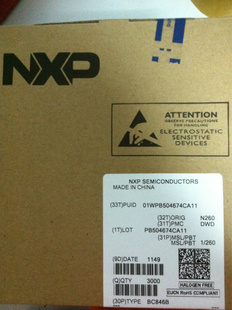 NXP
ATTENTION
OBSERVE PRECAUTIONS
FOR HANDLING
ELECTROSTATIC
SENSITIVE
DEVICES
NXP SEMICONDUCTORS
MADE IN CHINA
(33T)PUID 01WPB504674CA11
(32T)ORIG N260
(31T)PMC DWD
(1T)LOT PB504674CA11
(31P)MSL/PBT
MSL/PBT 1/260
(9D)DATE 1149
(Q)QTY 3000
HALOGEN FREE
EU/CN RoHS COMPLIANT
(30P)TYPE BC846B